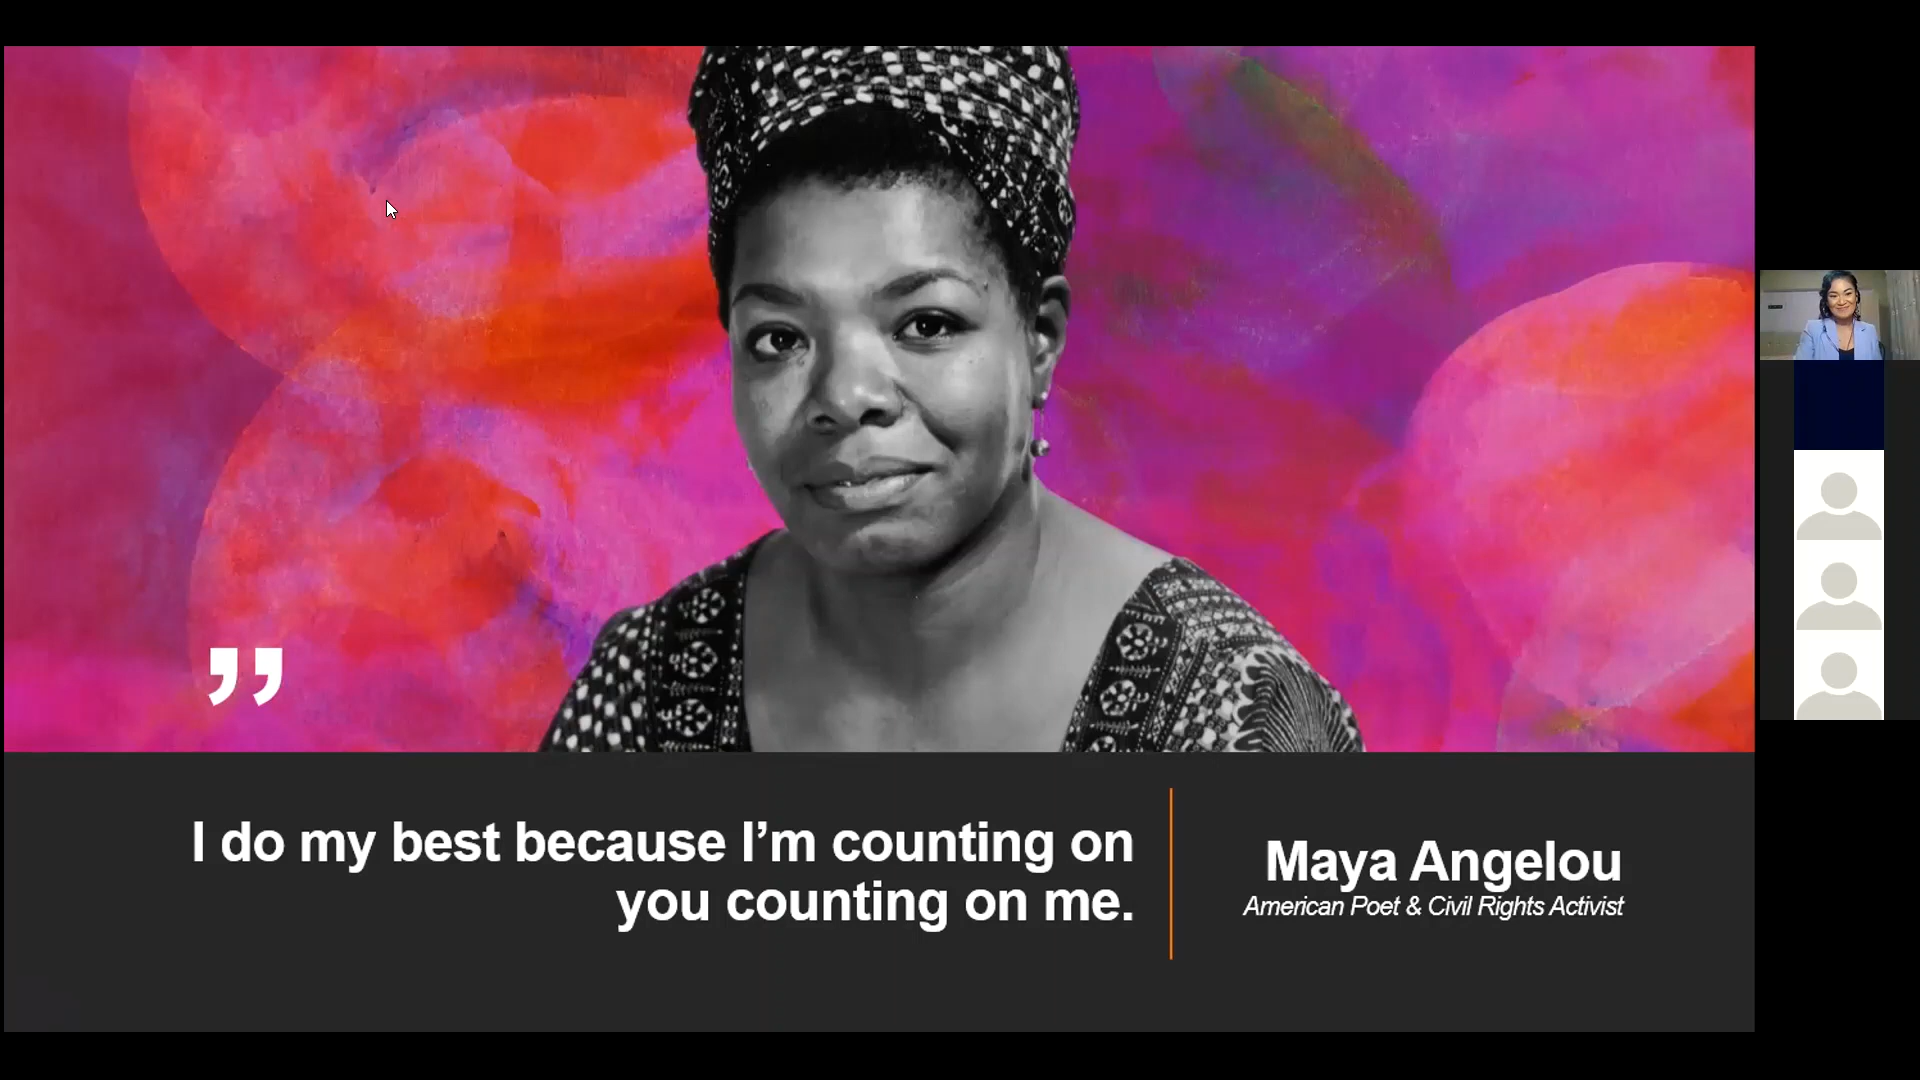 ”
I do my best because I’m counting on
you counting on me.
Maya Angelou
American Poet & Civil Rights Activist